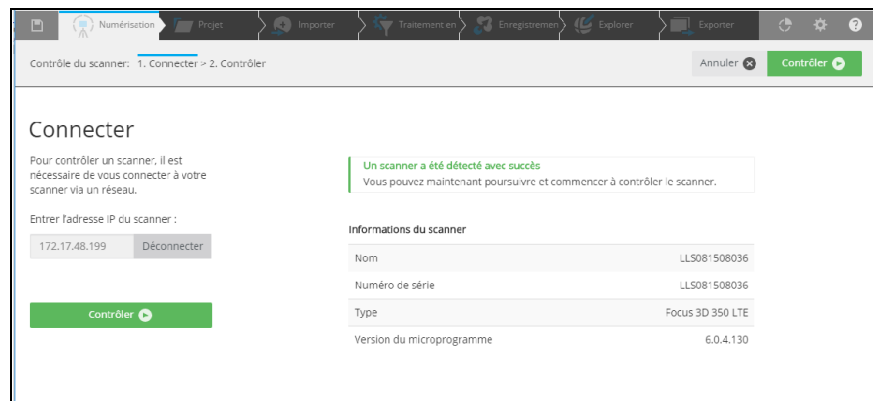 Numérisation Projet Importer Traitement en Enregistremen Explorer Exporter
Contrôle du scanner: 1. Connecter > 2. Contrôler Annuler Contrôler
Connecter
Pour contrôler un scanner, il est
nécessaire de vous connecter à votre
scanner via un réseau.
Entrer l'adresse IP du scanner :
172.17.48.199 Déconnecter
Contrôler
Un scanner a été détecté avec succès
Vous pouvez maintenant poursuivre et commencer à contrôler le scanner.
Informations du scanner
Nom LLS081508036
Numéro de série LLS081508036
Type Focus 3D 350 LTE
Version du microprogramme 6.0.4.130